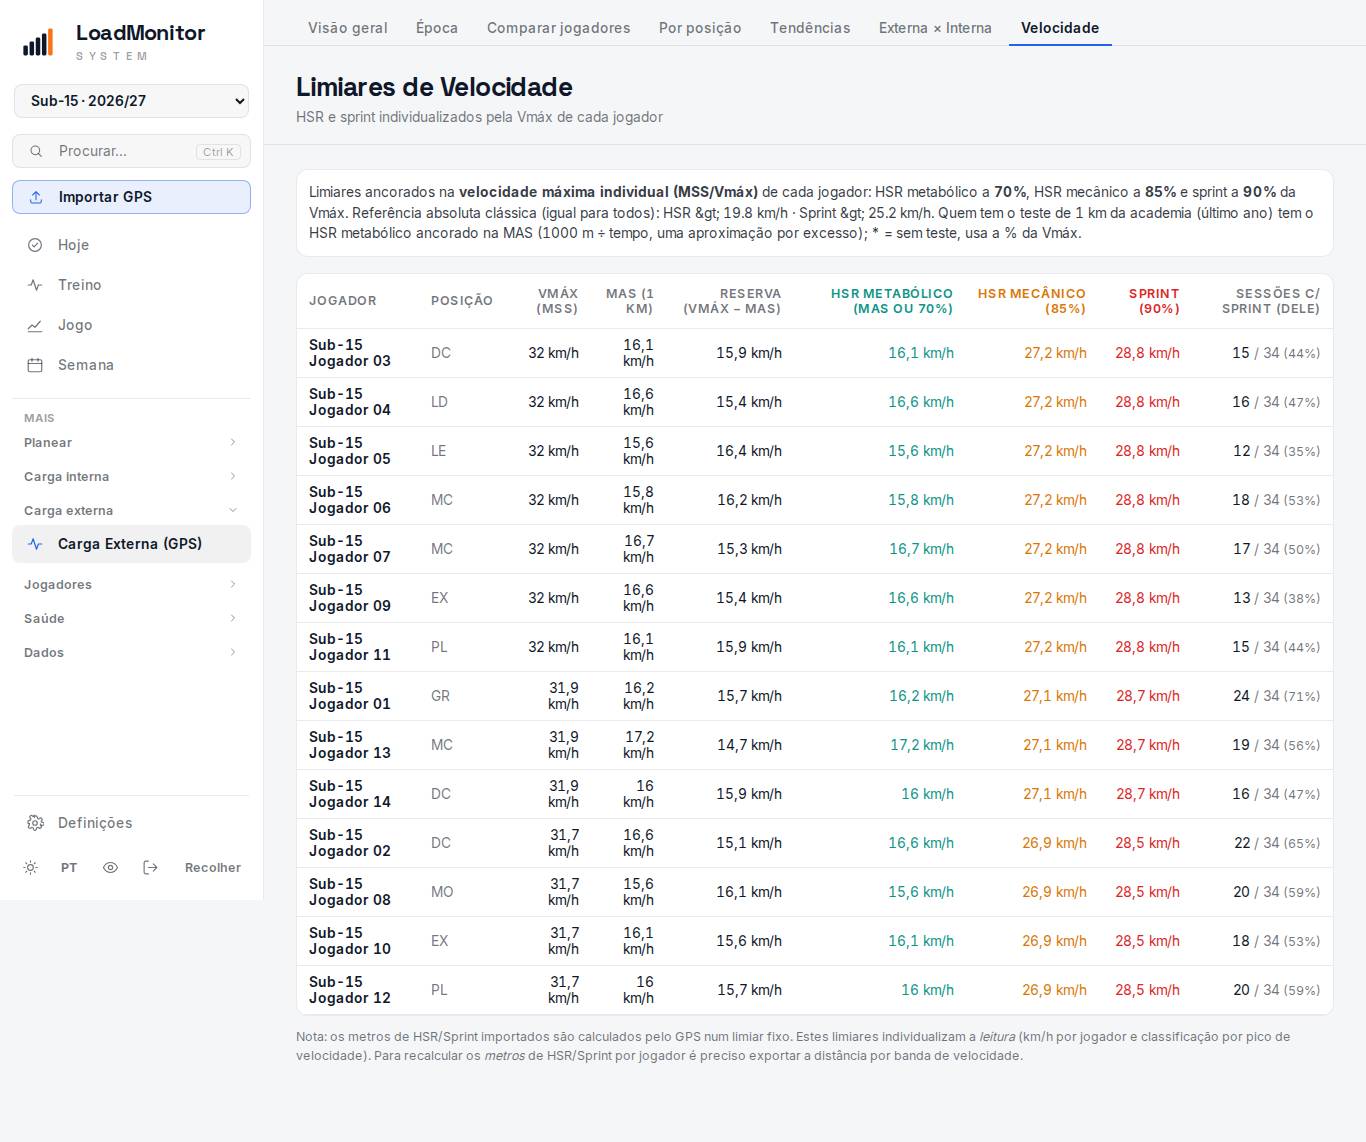 LoadMonitor
SYSTEM
Sub-15 · 2026/27
Procurar... Ctrl K
Importar GPS
Hoje
Treino
Jogo
Semana
MAIS
Planear
Carga interna
Carga externa
Carga Externa (GPS)
Jogadores
Saúde
Dados
Definições
PT Recolher
Visão geral Época Comparar jogadores Por posição Tendências Externa × Interna Velocidade
Limiares de Velocidade
HSR e sprint individualizados pela Vmáx de cada jogador
Limiares ancorados na velocidade máxima individual (MSS/Vmáx) de cada jogador: HSR metabólico a 70%, HSR mecânico a 85% e sprint a 90% da
Vmáx. Referência absoluta clássica (igual para todos): HSR &gt; 19.8 km/h · Sprint &gt; 25.2 km/h. Quem tem o teste de 1 km da academia (último ano) tem o
HSR metabólico ancorado na MAS (1000 m ÷ tempo, uma aproximação por excesso); * = sem teste, usa a % da Vmáx.
JOGADOR POSIÇÃO VMÁX (MSS) MAS (1 KM) RESERVA (VMÁX – MAS) HSR METABÓLICO (MAS OU 70%) HSR MECÂNICO (85%) SPRINT (90%) SESSÕES C/ SPRINT (DELE)
Sub-15 Jogador 03 DC 32 km/h 16,1 km/h 15,9 km/h 16,1 km/h 27,2 km/h 28,8 km/h 15 / 34 (44%)
Sub-15 Jogador 04 LD 32 km/h 16,6 km/h 15,4 km/h 16,6 km/h 27,2 km/h 28,8 km/h 16 / 34 (47%)
Sub-15 Jogador 05 LE 32 km/h 15,6 km/h 16,4 km/h 15,6 km/h 27,2 km/h 28,8 km/h 12 / 34 (35%)
Sub-15 Jogador 06 MC 32 km/h 15,8 km/h 16,2 km/h 15,8 km/h 27,2 km/h 28,8 km/h 18 / 34 (53%)
Sub-15 Jogador 07 MC 32 km/h 16,7 km/h 15,3 km/h 16,7 km/h 27,2 km/h 28,8 km/h 17 / 34 (50%)
Sub-15 Jogador 09 EX 32 km/h 16,6 km/h 15,4 km/h 16,6 km/h 27,2 km/h 28,8 km/h 13 / 34 (38%)
Sub-15 Jogador 11 PL 32 km/h 16,1 km/h 15,9 km/h 16,1 km/h 27,2 km/h 28,8 km/h 15 / 34 (44%)
Sub-15 Jogador 01 GR 31,9 km/h 16,2 km/h 15,7 km/h 16,2 km/h 27,1 km/h 28,7 km/h 24 / 34 (71%)
Sub-15 Jogador 13 MC 31,9 km/h 17,2 km/h 14,7 km/h 17,2 km/h 27,1 km/h 28,7 km/h 19 / 34 (56%)
Sub-15 Jogador 14 DC 31,9 km/h 16 km/h 15,9 km/h 16 km/h 27,1 km/h 28,7 km/h 16 / 34 (47%)
Sub-15 Jogador 02 DC 31,7 km/h 16,6 km/h 15,1 km/h 16,6 km/h 26,9 km/h 28,5 km/h 22 / 34 (65%)
Sub-15 Jogador 08 MO 31,7 km/h 15,6 km/h 16,1 km/h 15,6 km/h 26,9 km/h 28,5 km/h 20 / 34 (59%)
Sub-15 Jogador 10 EX 31,7 km/h 16,1 km/h 15,6 km/h 16,1 km/h 26,9 km/h 28,5 km/h 18 / 34 (53%)
Sub-15 Jogador 12 PL 31,7 km/h 16 km/h 15,7 km/h 16 km/h 26,9 km/h 28,5 km/h 20 / 34 (59%)
Nota: os metros de HSR/Sprint importados são calculados pelo GPS num limiar fixo. Estes limiares individualizam a leitura (km/h por jogador e classificação por pico de
velocidade). Para recalcular os metros de HSR/Sprint por jogador é preciso exportar a distância por banda de velocidade.